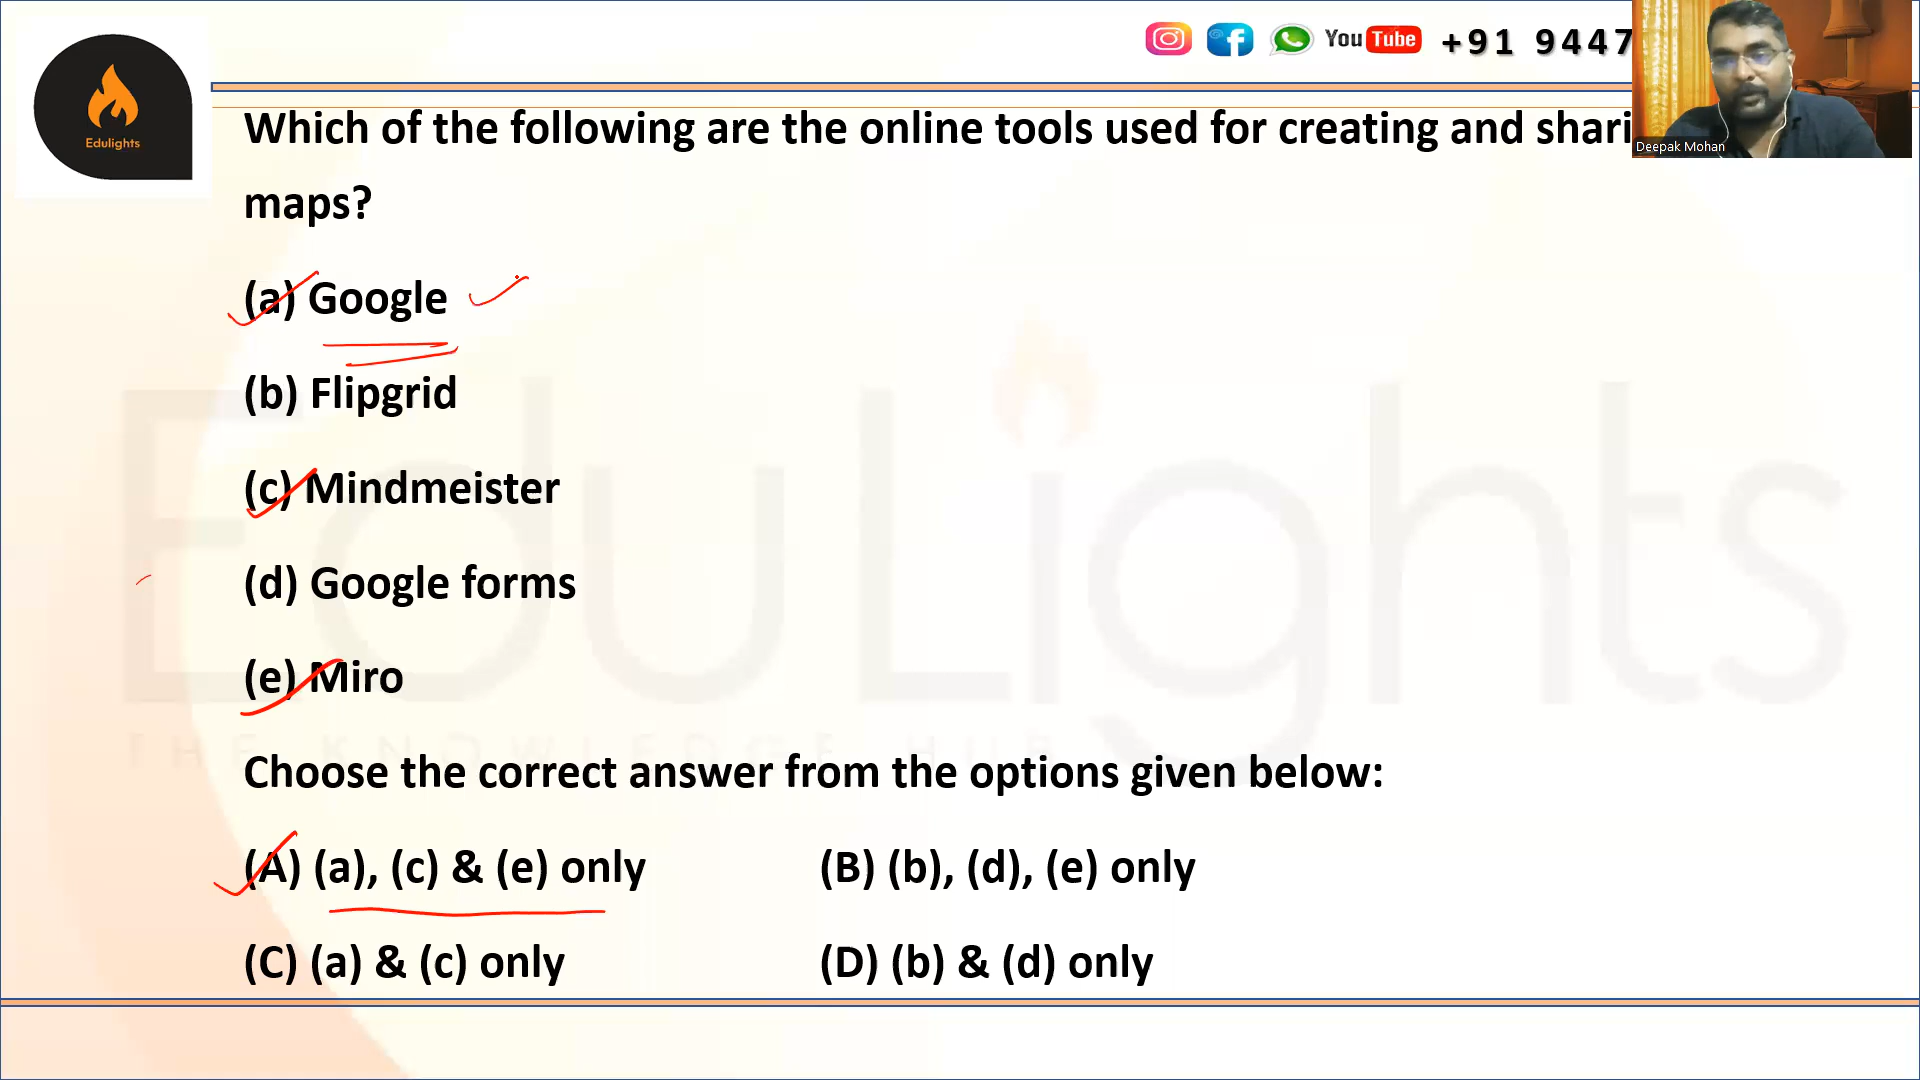 You Tube +91 9447
Edulights
Which of the following are the online tools used for creating and shari
Deepak Mohan
maps?
(a) Google
(b) Flipgrid
(c) Mindmeister
(d) Google forms
(e) Miro
Choose the correct answer from the options given below:
(A) (a), (c) & (e) only (B) (b), (d), (e) only
(C) (a) & (c) only (D) (b) & (d) only
EduLights
THE KNOWLEDGE HUB